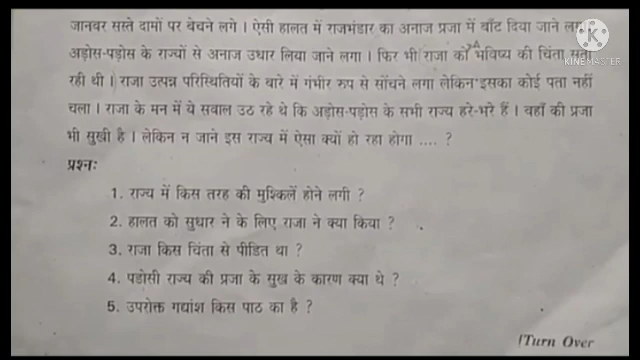 जानवर सस्ते दामों पर बेचने लगे । ऐसी हालत में राजभंडार का अनाज प्रजा में बाँट दिया जाने
अड़ोस-पड़ोस के राज्यों से अनाज उधार लिया जाने लगा । फिर भी राजा को भविष्य की चिंता सता
रही थी । राजा उत्पन्न परिस्थितियों के बारे में गंभीर रुप से सोंचने लगा लेकिन इसका कोई पता नहीं
चला । राजा के मन में ये सवाल उठ रहे थे कि अड़ोस-पड़ोस के सभी राज्य हरे-भरे हैं । वहाँ की प्रजा
भी सुखी है । लेकिन न जाने इस राज्य में ऐसा क्यों हो रहा होगा .... ?
प्रश्न:
1. राज्य में किस तरह की मुश्किलें होने लगी ?
2. हालत को सुधार ने के लिए राजा ने क्या किया ?
3. राजा किस चिंता से पीडित था ?
4. पडोसी राज्य की प्रजा के सुख के कारण क्या थे ?
5. उपरोक्त गद्यांश किस पाठ का है ?
[Turn Over
KINEMASTER